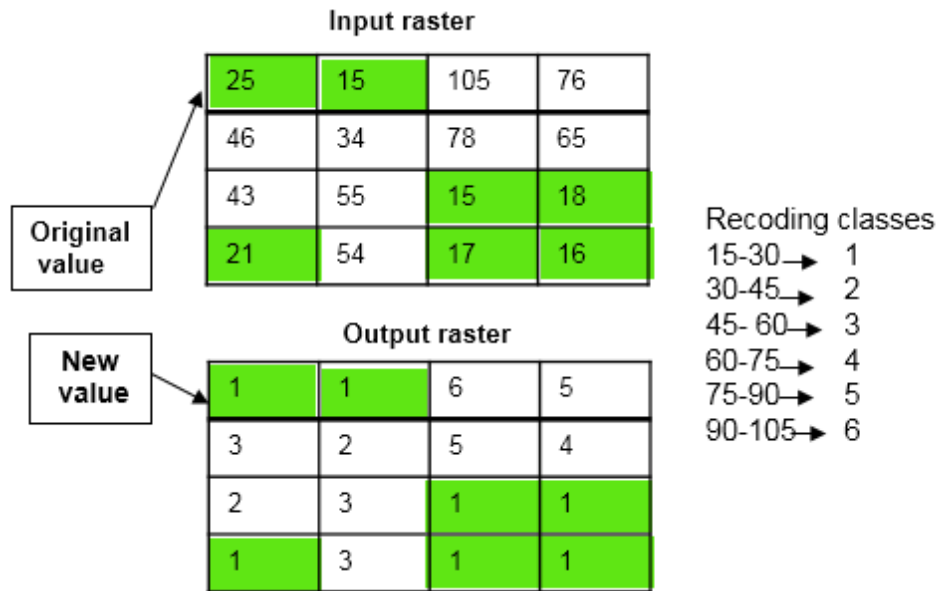 Input raster
25 15 105 76
46 34 78 65
43 55 15 18
21 54 17 16
Original
value
Recoding classes
15-30 → 1
30-45 → 2
45- 60 → 3
60-75 → 4
75-90 → 5
90-105 → 6
Output raster
New
value
1 1 6 5
3 2 5 4
2 3 1 1
1 3 1 1